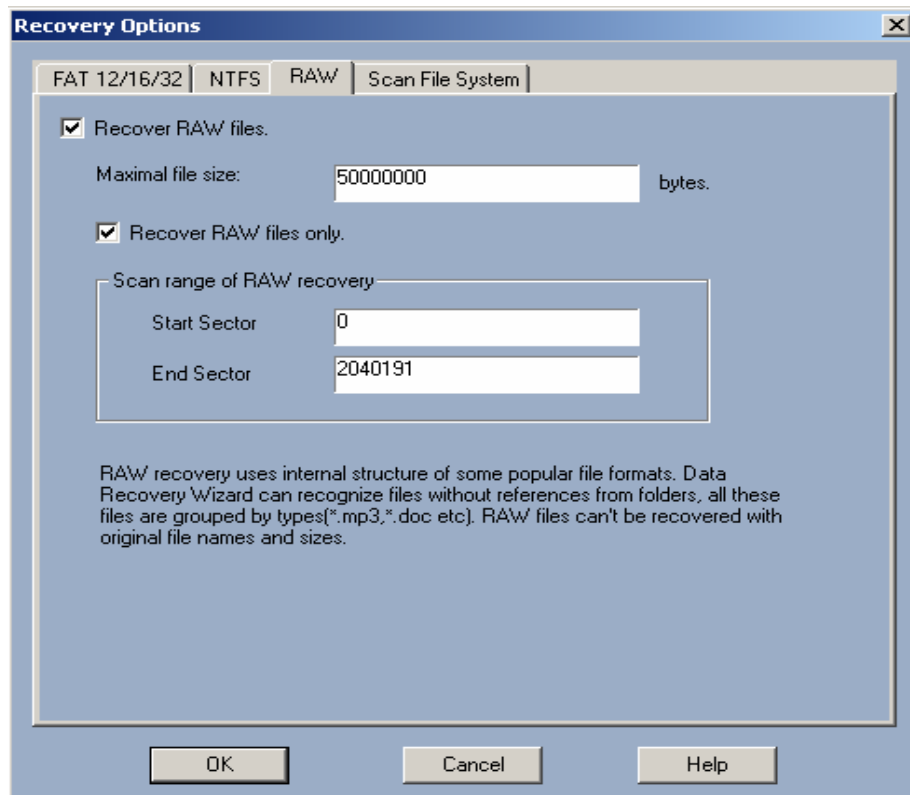 Recovery Options
FAT 12/16/32 NTFS RAW Scan File System
Recover RAW files.
Maximal file size: 50000000 bytes.
Recover RAW files only.
Scan range of RAW recovery
Start Sector 0
End Sector 2040191
RAW recovery uses internal structure of some popular file formats. Data
Recovery Wizard can recognize files without references from folders, all these
files are grouped by types(*.mp3,*.doc etc). RAW files can't be recovered with
original file names and sizes.
OK Cancel Help